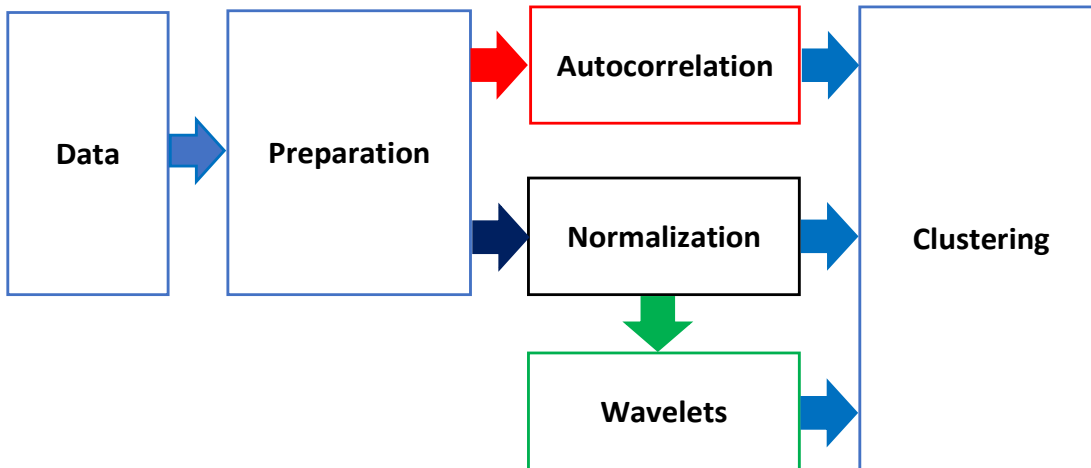 Data
Preparation
Autocorrelation
Normalization
Wavelets
Clustering